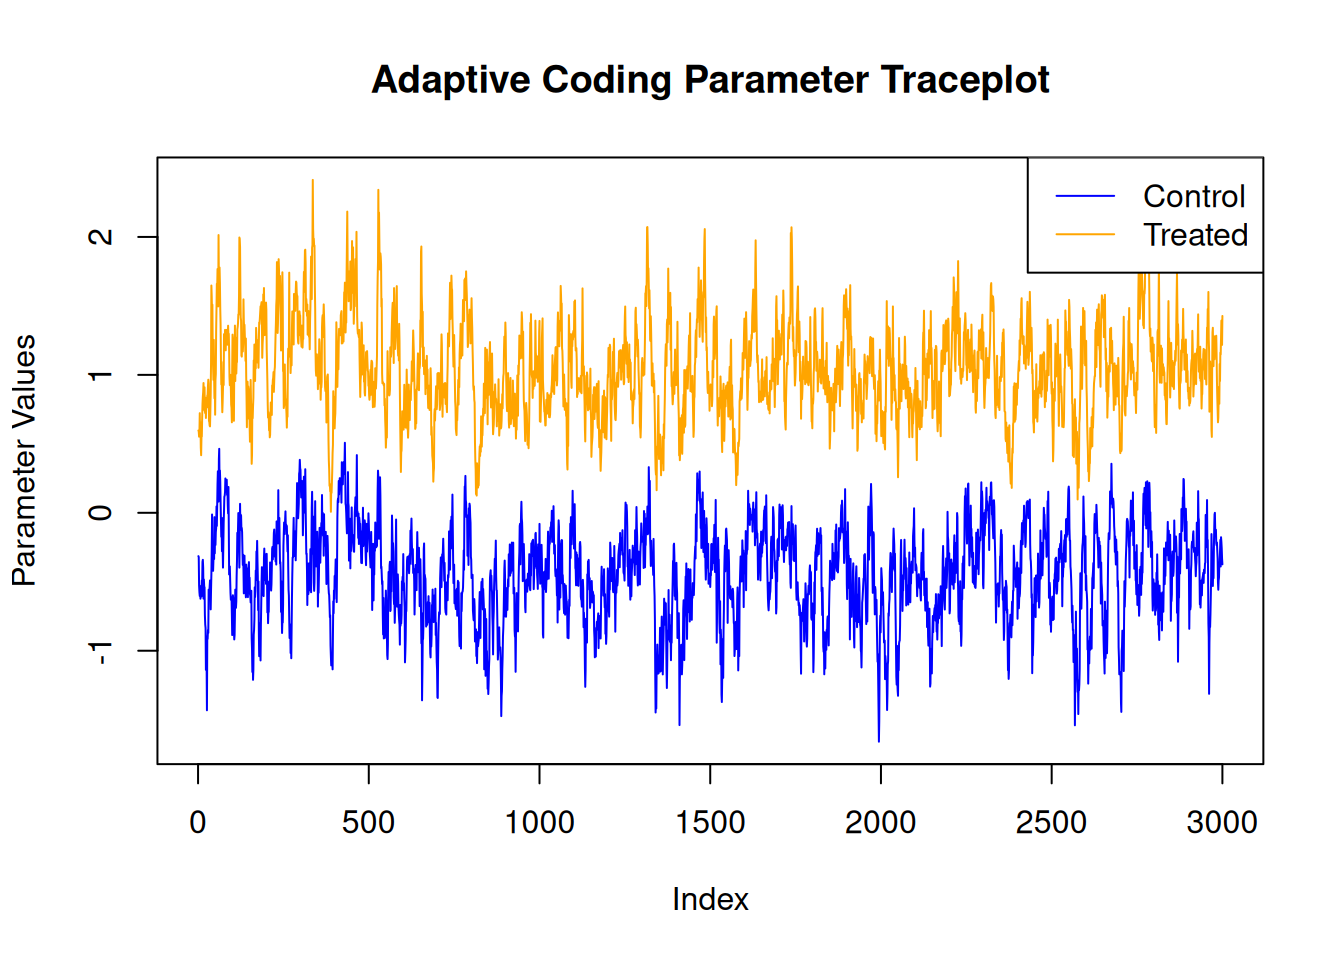 Adaptive Coding Parameter Traceplot
Control
Treated
Parameter Values
2
1
0
-1
0 500 1000 1500 2000 2500 3000
Index